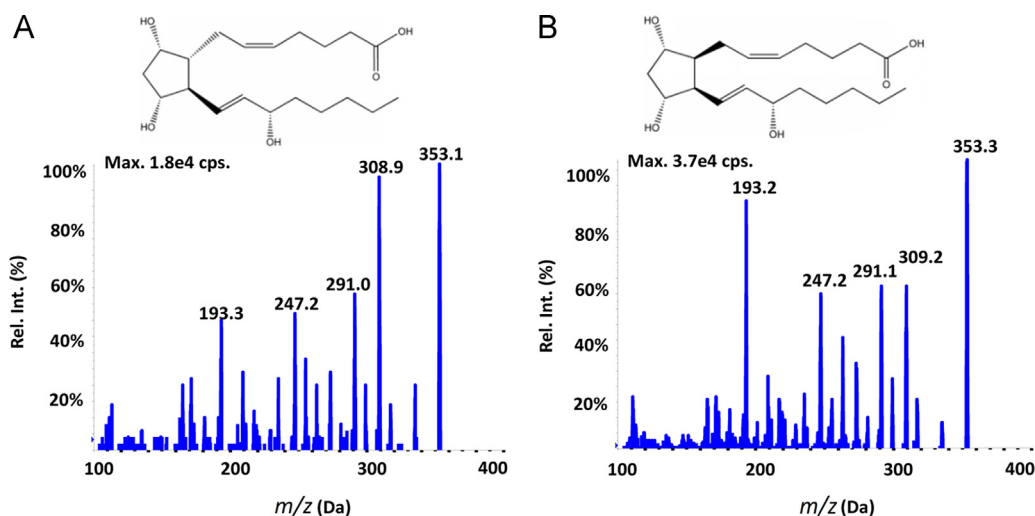 A
HO
HO
OH
O
OH
Max. 1.8e4 cps.
Rel. Int. (%)
100%
80%
60%
40%
20%
193.3
247.2
291.0
308.9
353.1
100
200
300
400
m/z (Da)
B
HO
HO
OH
O
OH
Max. 3.7e4 cps.
Rel. Int. (%)
100%
80%
60%
40%
20%
193.2
247.2
291.1
309.2
353.3
100
200
300
400
m/z (Da)